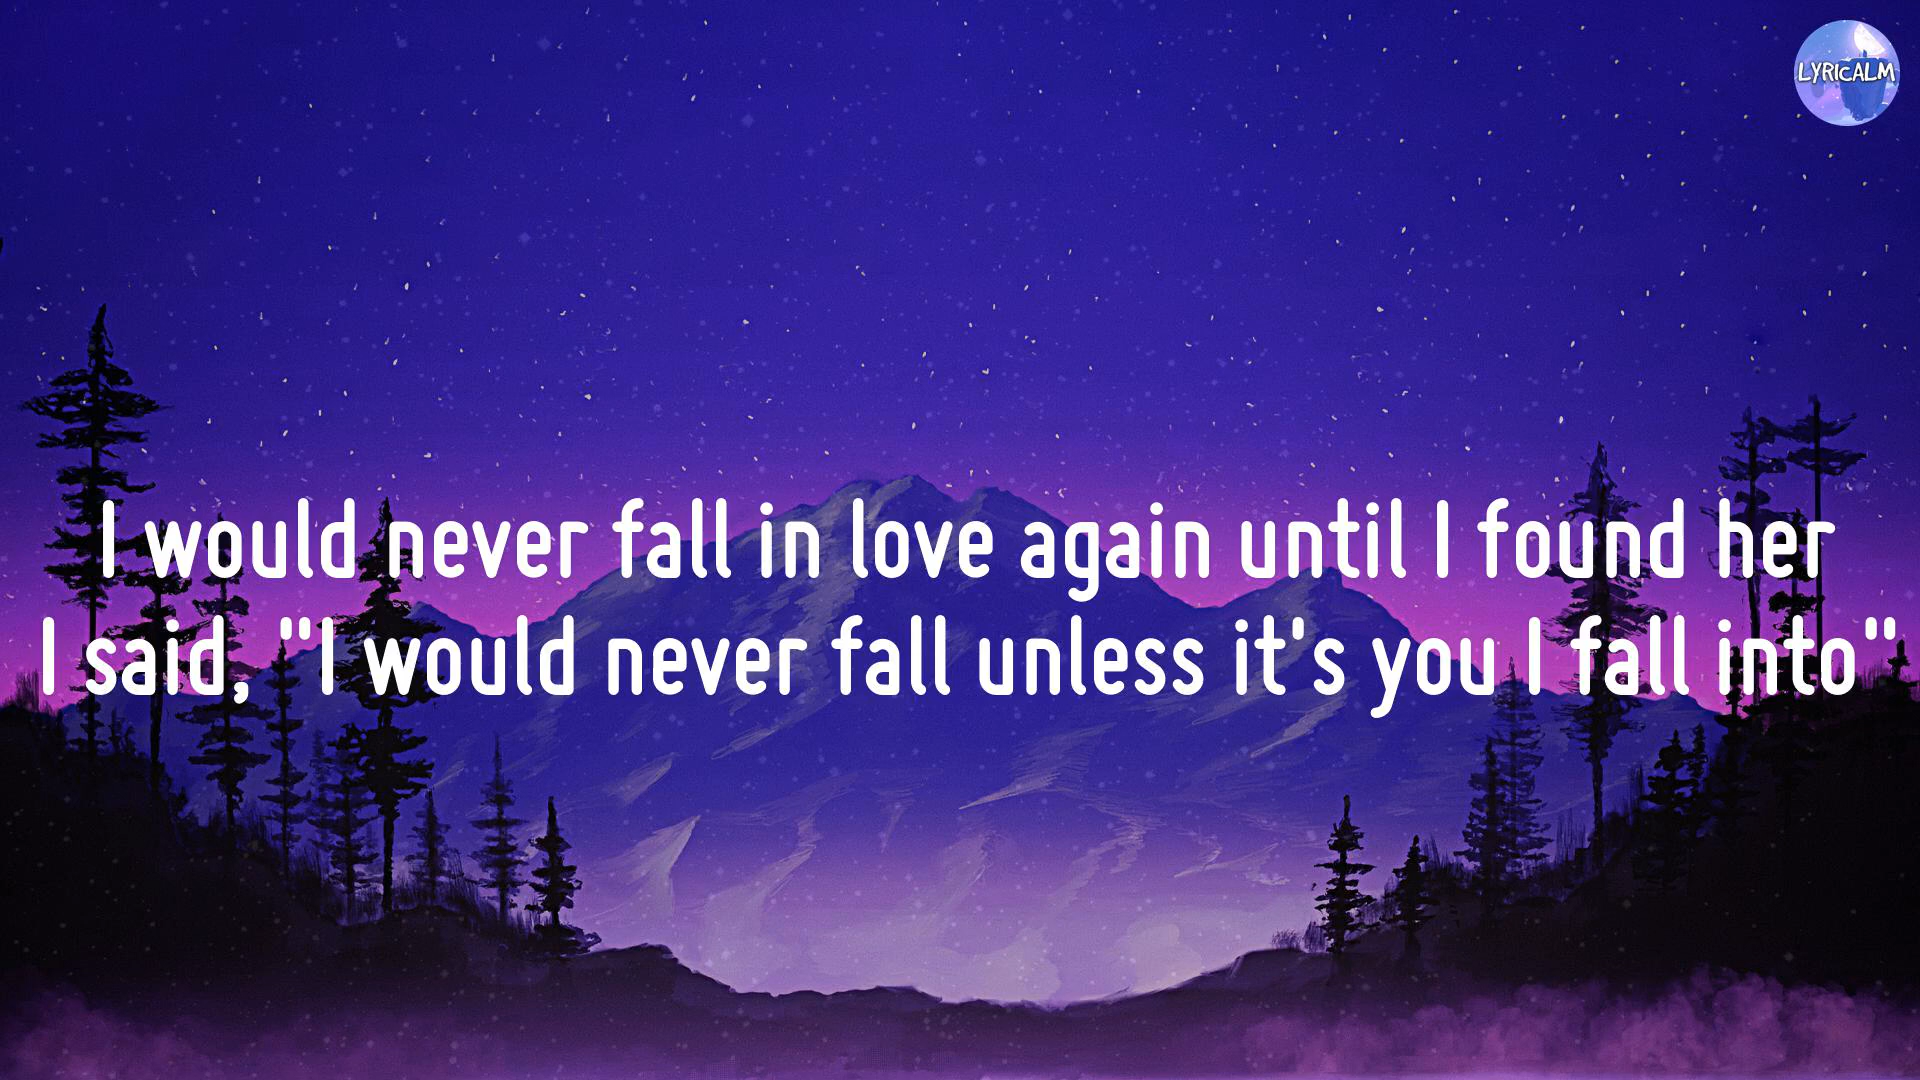 LYRICALM
I would never fall in love again until I found her
I said, "I would never fall unless it's you I fall into"